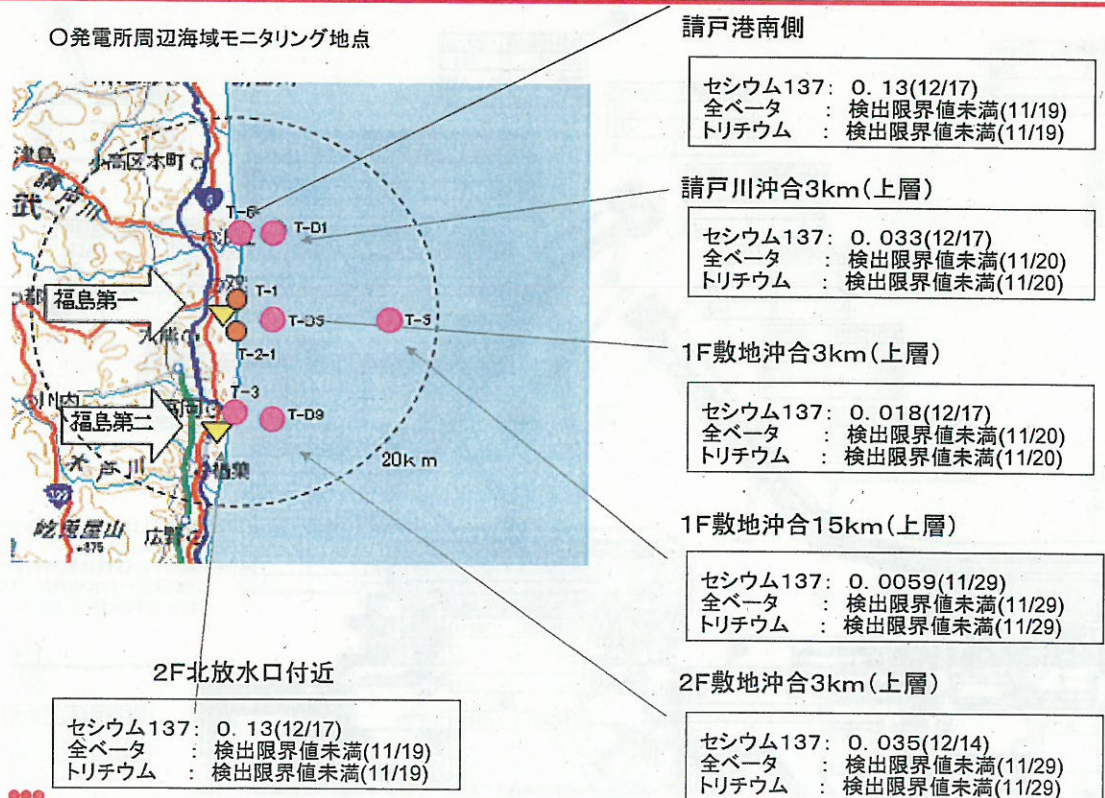 ○発電所周辺海域モニタリング地点
請戸港南側
セシウム137: 0. 13(12/17)
全ベータ : 検出限界値未満(11/19)
トリチウム : 検出限界値未満(11/19)
請戸川沖合3km(上層)
セシウム137: 0. 033(12/17)
全ベータ : 検出限界値未満(11/20)
トリチウム : 検出限界値未満(11/20)
1F敷地沖合3km(上層)
セシウム137: 0. 018(12/17)
全ベータ : 検出限界値未満(11/20)
トリチウム : 検出限界値未満(11/20)
1F敷地沖合15km(上層)
セシウム137: 0. 0059(11/29)
全ベータ : 検出限界値未満(11/29)
トリチウム : 検出限界値未満(11/29)
2F敷地沖合3km(上層)
セシウム137: 0. 035(12/14)
全ベータ : 検出限界値未満(11/29)
トリチウム : 検出限界値未満(11/29)
2F北放水口付近
セシウム137: 0. 13(12/17)
全ベータ : 検出限界値未満(11/19)
トリチウム : 検出限界値未満(11/19)
津島
小高区本町
請戸川
武
6
T-D1
福島第一
T-1
T-D5
T-2-1
川内
T-3
福島第二
T-D9
木戸川
楢葉
20km
広野
375